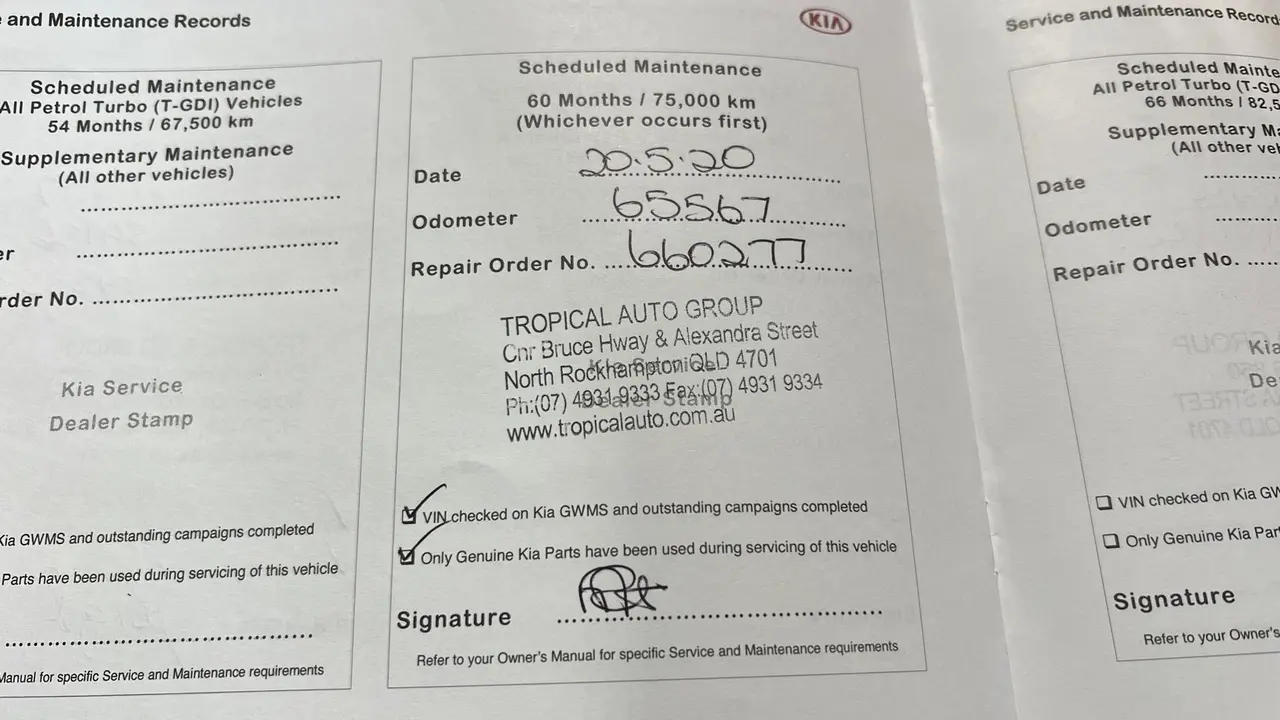 and Maintenance Records
Scheduled Maintenance
All Petrol Turbo (T-GDI) Vehicles
54 Months / 67,500 km
Supplementary Maintenance
(All other vehicles)
Order No.
Kia Service
Dealer Stamp
Kia GWMS and outstanding campaigns completed
Parts have been used during servicing of this vehicle
Manual for specific Service and Maintenance requirements
KIA
Scheduled Maintenance
60 Months / 75,000 km
(Whichever occurs first)
Date 20.5.20
Odometer 65567
Repair Order No. 660277
TROPICAL AUTO GROUP
Cnr Bruce Hway & Alexandra Street
North Rockhampton QLD 4701
Ph:(07) 4931 9333 Fax:(07) 4931 9334
Dealer Stamp
www.tropicalauto.com.au
VIN checked on Kia GWMS and outstanding campaigns completed
Only Genuine Kia Parts have been used during servicing of this vehicle
Signature
Refer to your Owner's Manual for specific Service and Maintenance requirements
Service and Maintenance Record
Scheduled Mainte
All Petrol Turbo (T-GD
66 Months / 82,5
Supplementary Ma
(All other veh
Date
Odometer
Repair Order No.
Kia
De
VIN checked on Kia GW
Only Genuine Kia Par
Signature
Refer to your Owner's